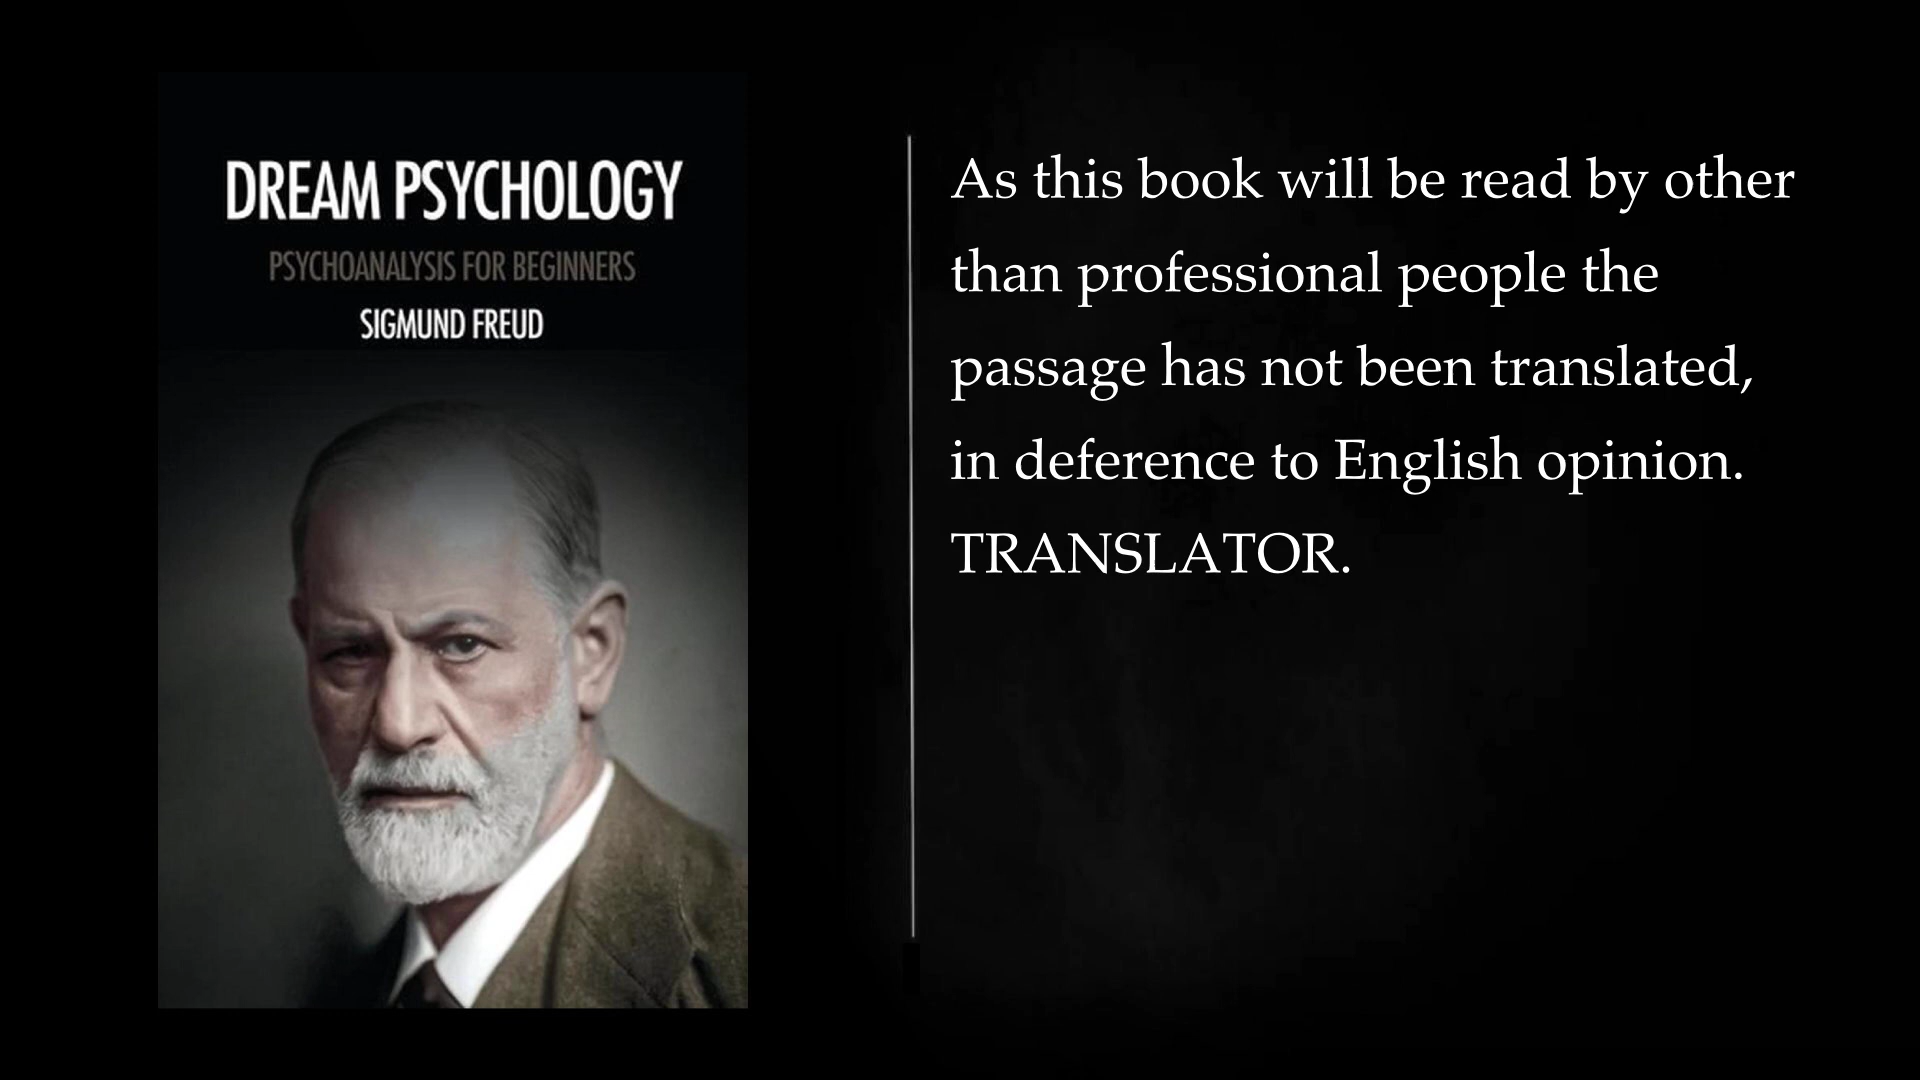 DREAM PSYCHOLOGY
PSYCHOANALYSIS FOR BEGINNERS
SIGMUND FREUD
As this book will be read by other
than professional people the
passage has not been translated,
in deference to English opinion.
TRANSLATOR.